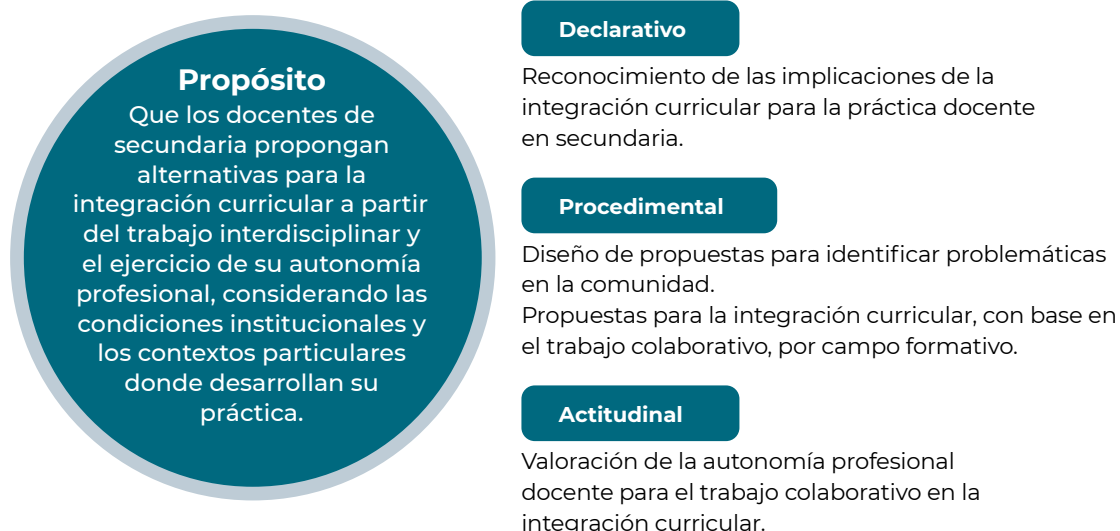 Propósito
Que los docentes de
secundaria propongan
alternativas para la
integración curricular a partir
del trabajo interdisciplinar y
el ejercicio de su autonomía
profesional, considerando las
condiciones institucionales y
los contextos particulares
donde desarrollan su
práctica.
Declarativo
Reconocimiento de las implicaciones de la
integración curricular para la práctica docente
en secundaria.
Procedimental
Diseño de propuestas para identificar problemáticas
en la comunidad.
Propuestas para la integración curricular, con base en
el trabajo colaborativo, por campo formativo.
Actitudinal
Valoración de la autonomía profesional
docente para el trabajo colaborativo en la
integración curricular.